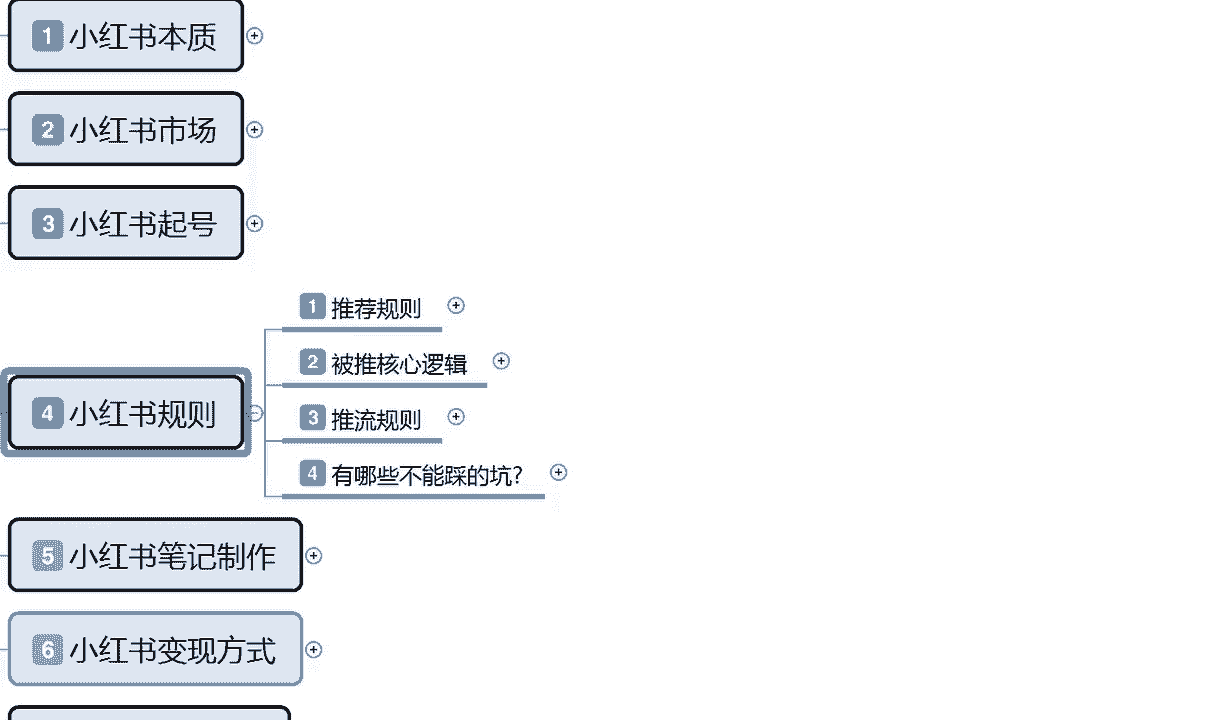 1 小红书本质
2 小红书市场
3 小红书起号
1 推荐规则
2 被推核心逻辑
4 小红书规则
3 推流规则
4 有哪些不能踩的坑?
5 小红书笔记制作
6 小红书变现方式